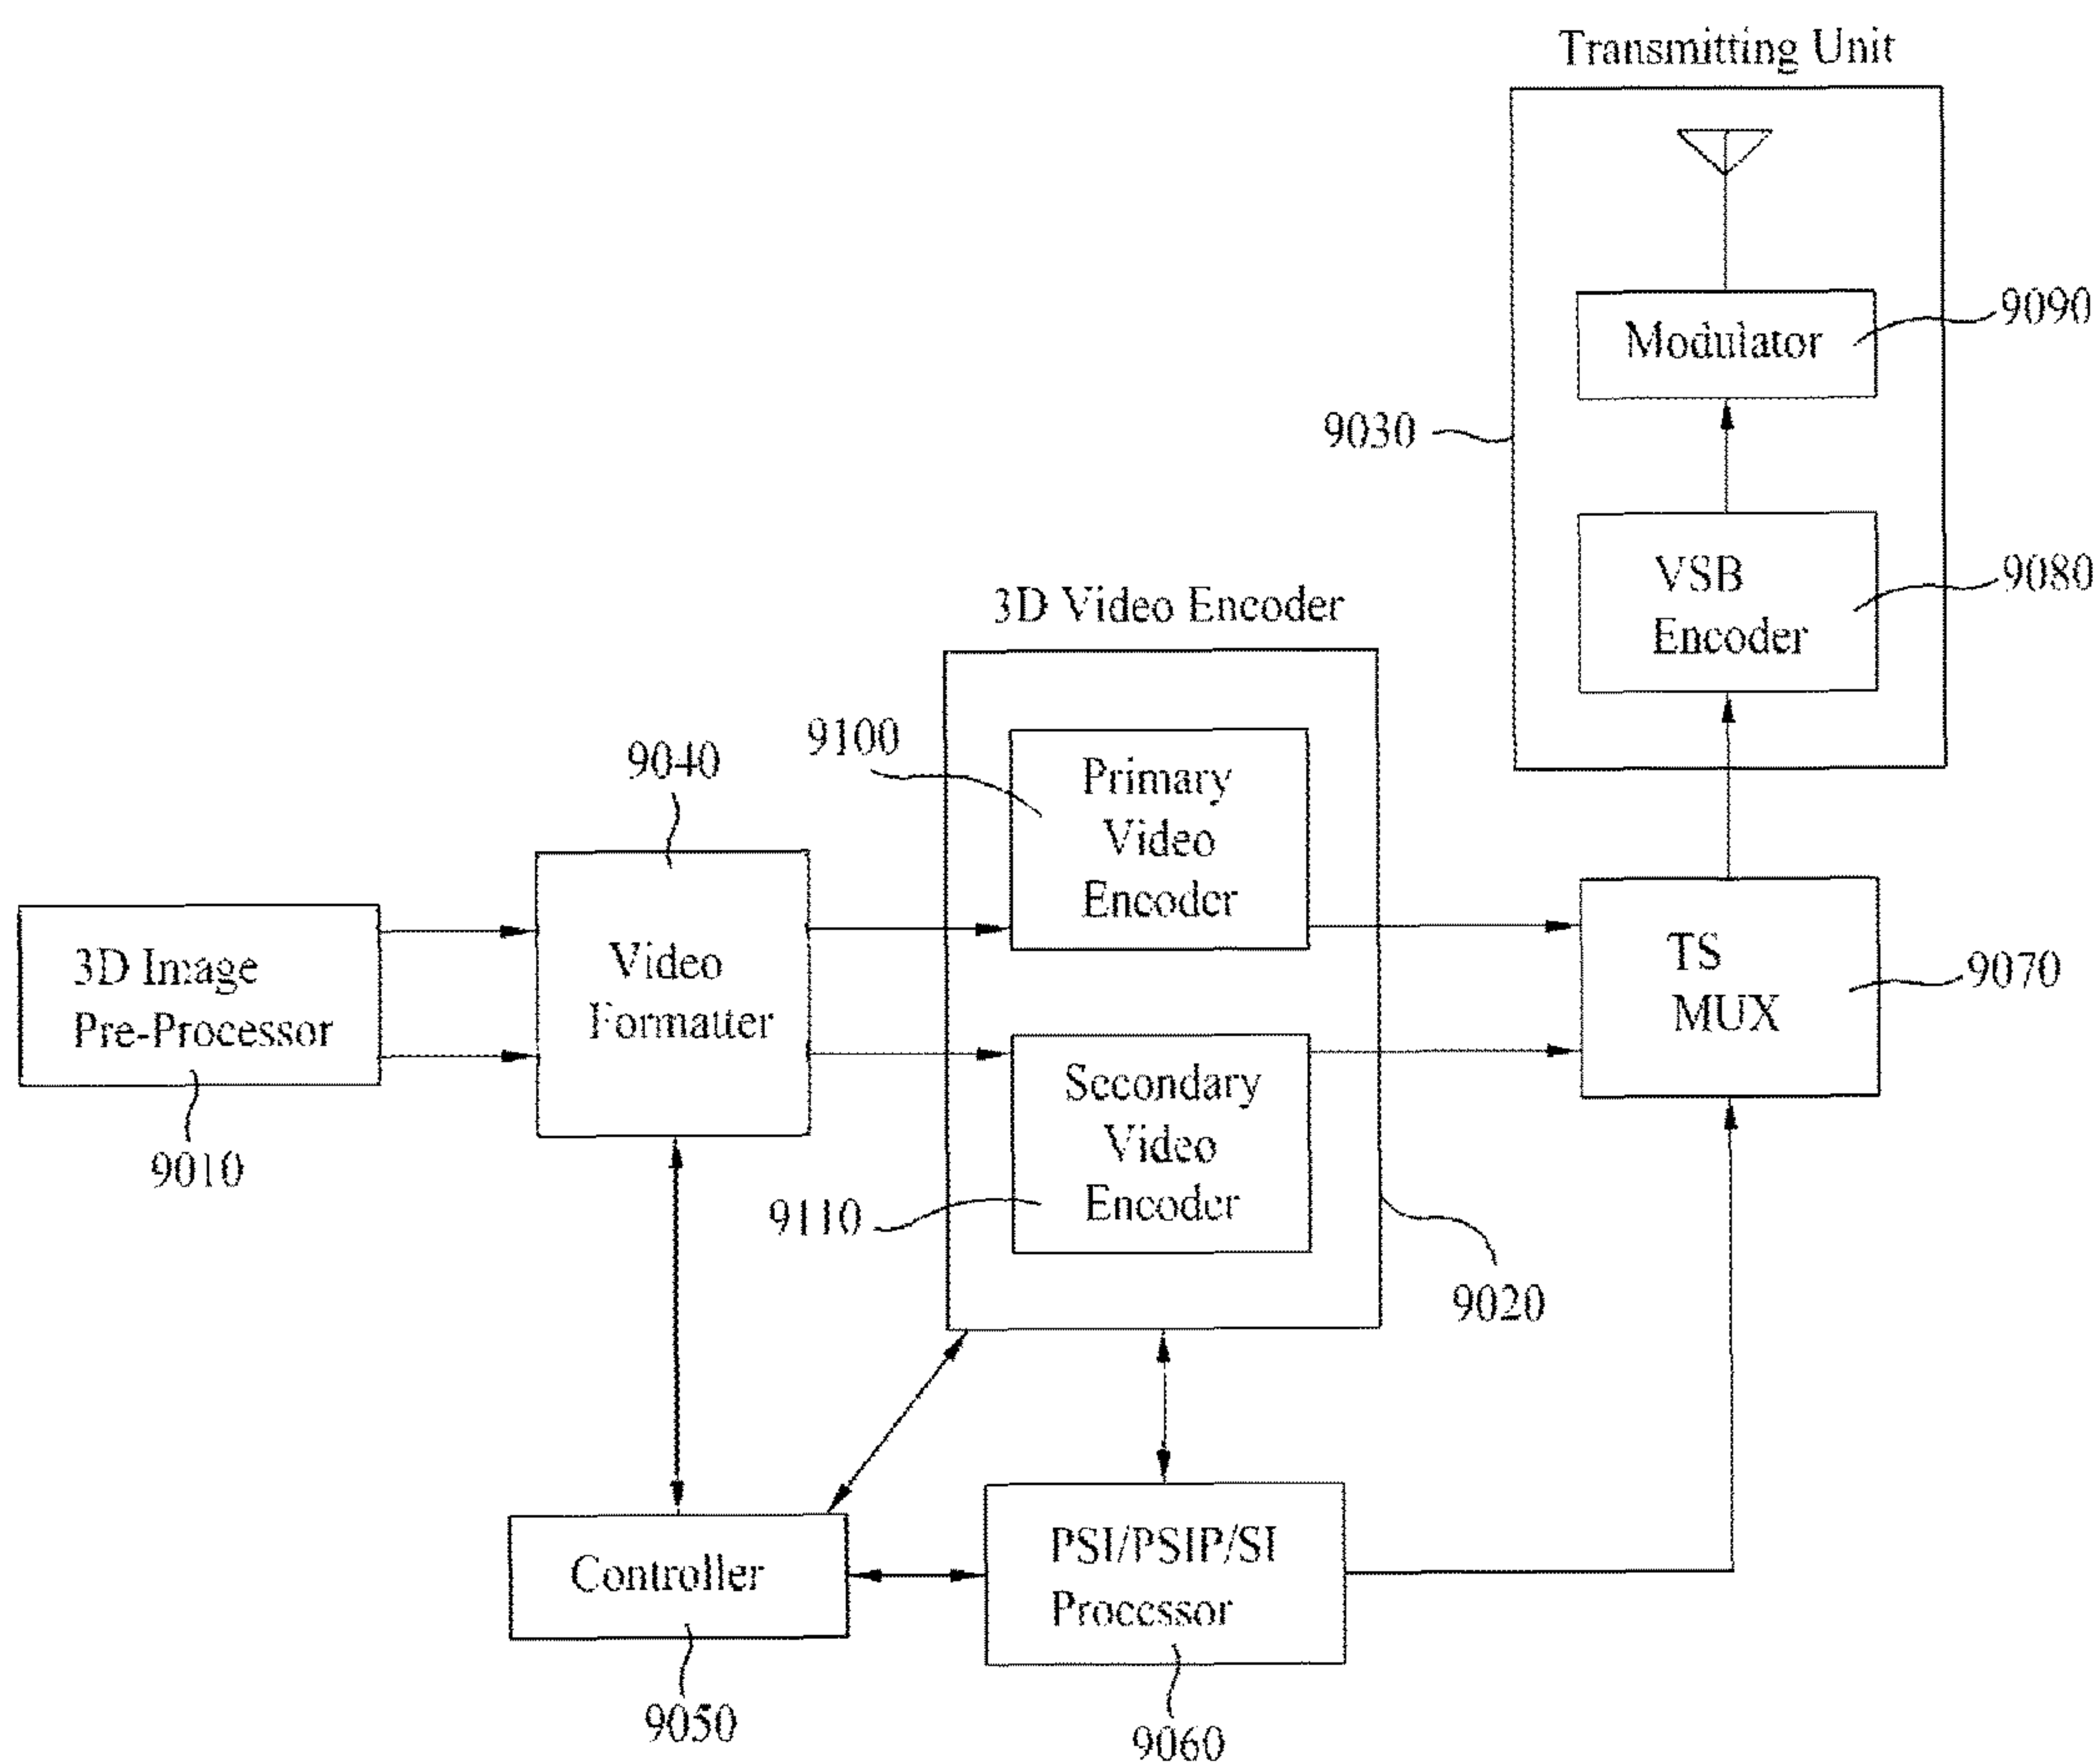 Transmitting Unit
Modulator
9090
9030
VSB
Encoder
9080
3D Video Encoder
9100
Primary
Video
Encoder
9040
Video
Formatter
3D Image
Pre-Processor
9010
TS
MUX
9070
Secondary
Video
Encoder
9110
9020
Controller
9050
PSI/PSIP/SI
Processor
9060